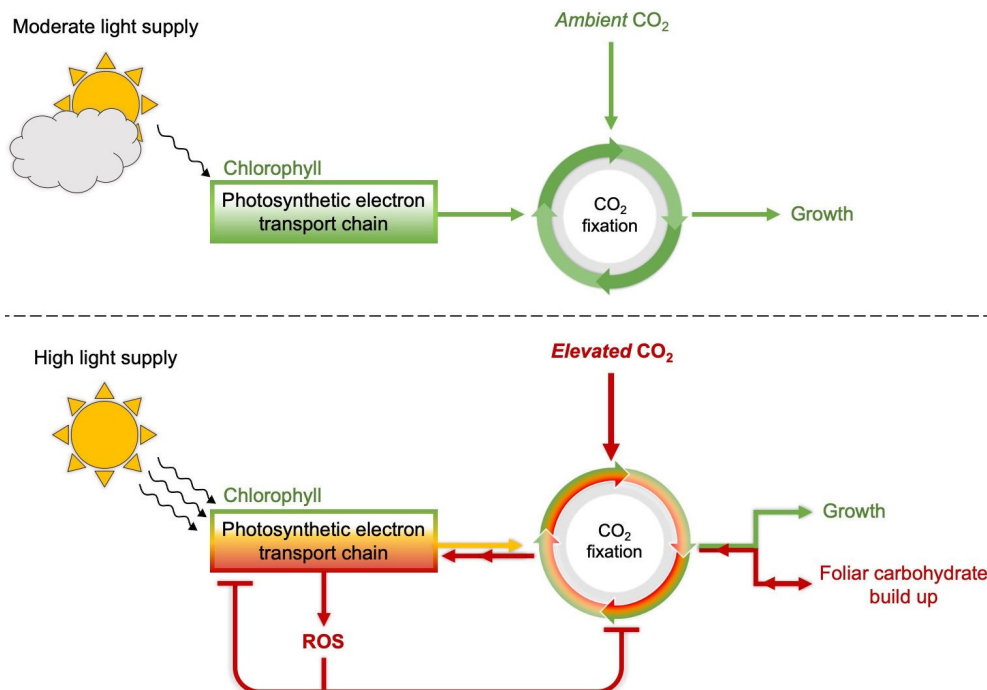 Moderate light supply
Ambient CO₂
Chlorophyll
Photosynthetic electron
transport chain
CO₂
fixation
Growth
High light supply
Elevated CO₂
Chlorophyll
Photosynthetic electron
transport chain
CO₂
fixation
Growth
Foliar carbohydrate
build up
ROS